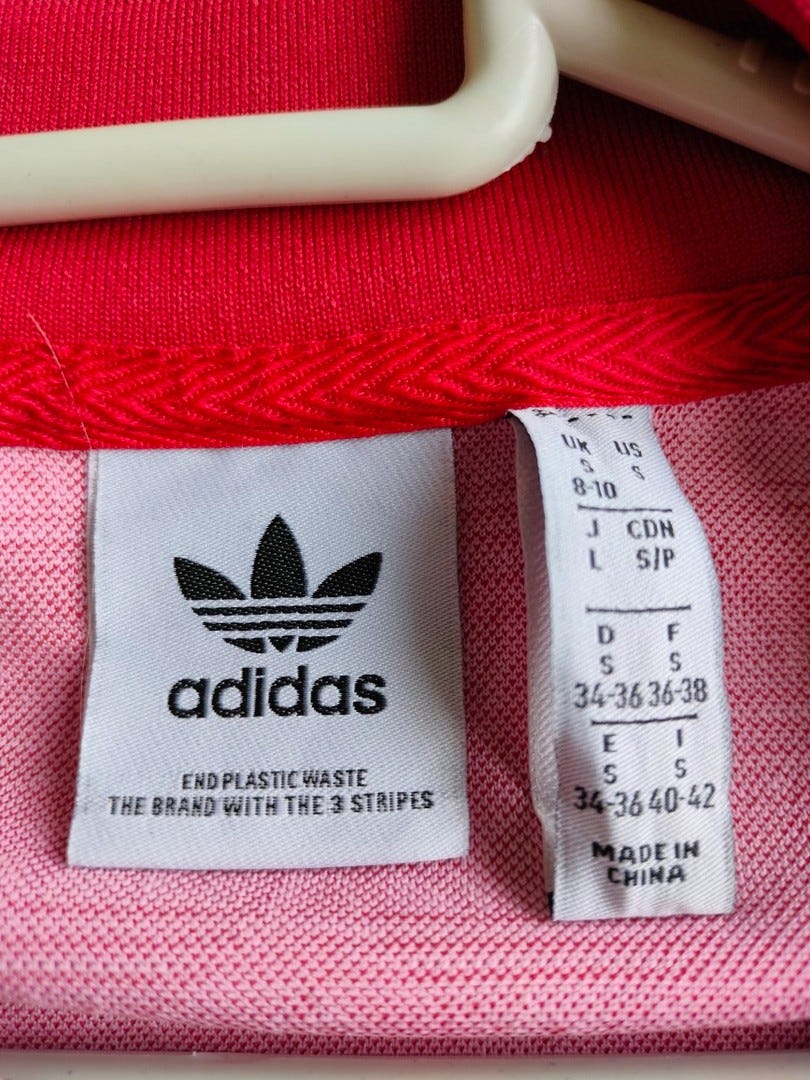 adidas
END PLASTIC WASTE
THE BRAND WITH THE 3 STRIPES
UK US
S S
8-10
J CDN
L S/P
D F
S S
34-36 36-38
E I
S S
34-36 40-42
MADE IN
CHINA